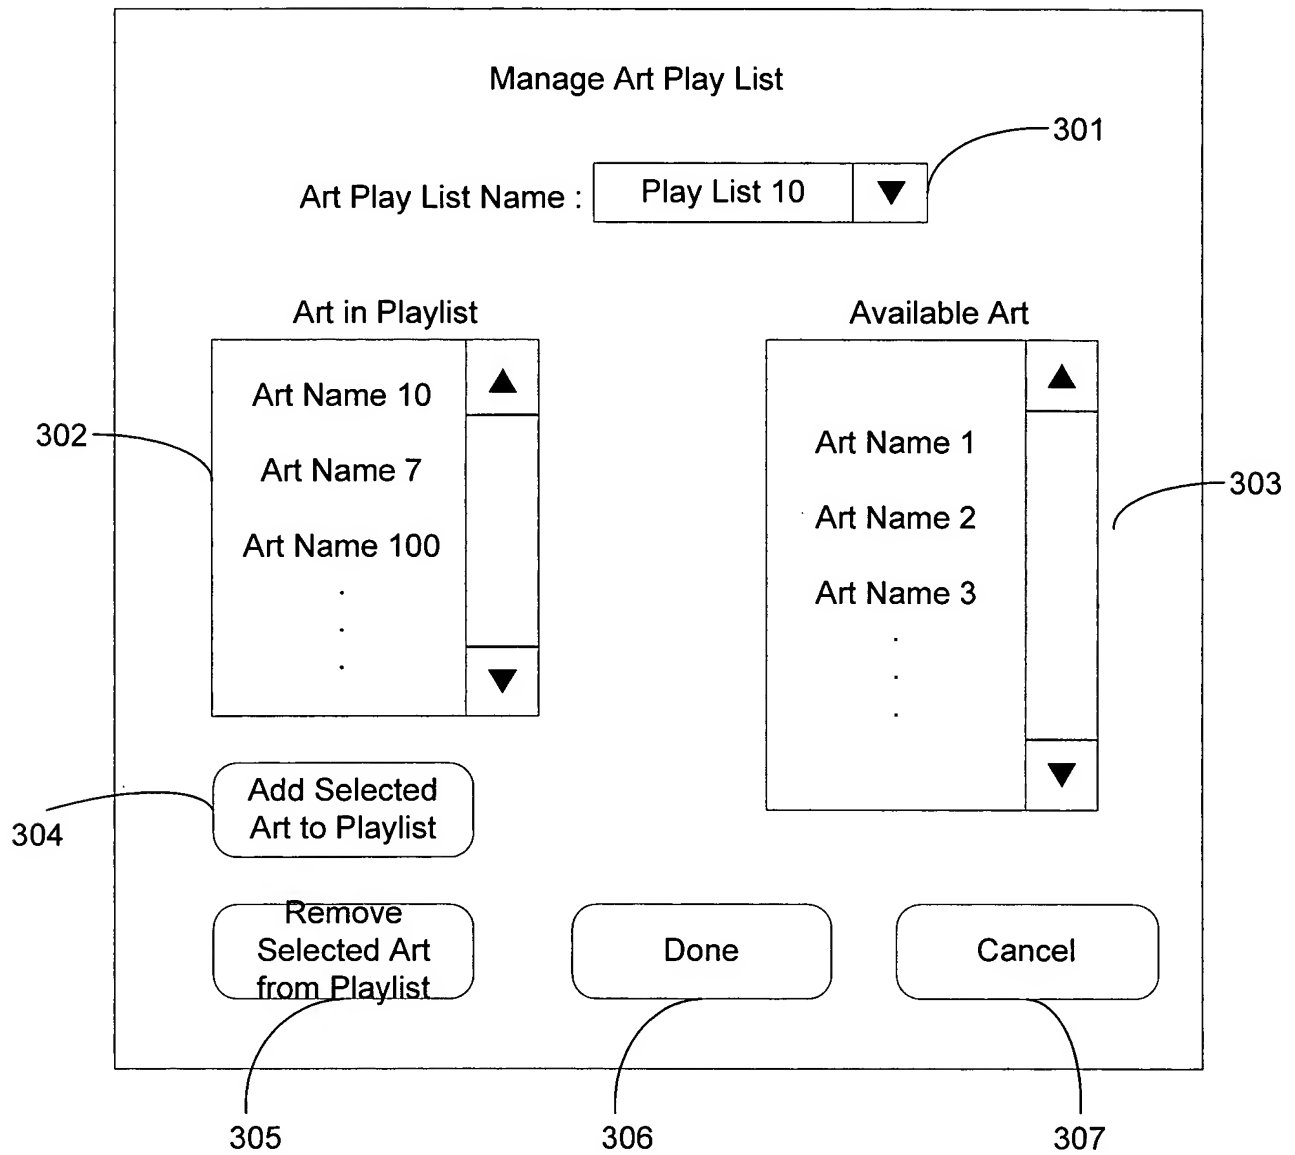 Manage Art Play List
301
Art Play List Name :
Play List 10
Art in Playlist
Available Art
Art Name 10
Art Name 7
Art Name 100
302
Art Name 1
Art Name 2
Art Name 3
303
Add Selected
Art to Playlist
304
Remove
Selected Art
from Playlist
Done
Cancel
305
306
307